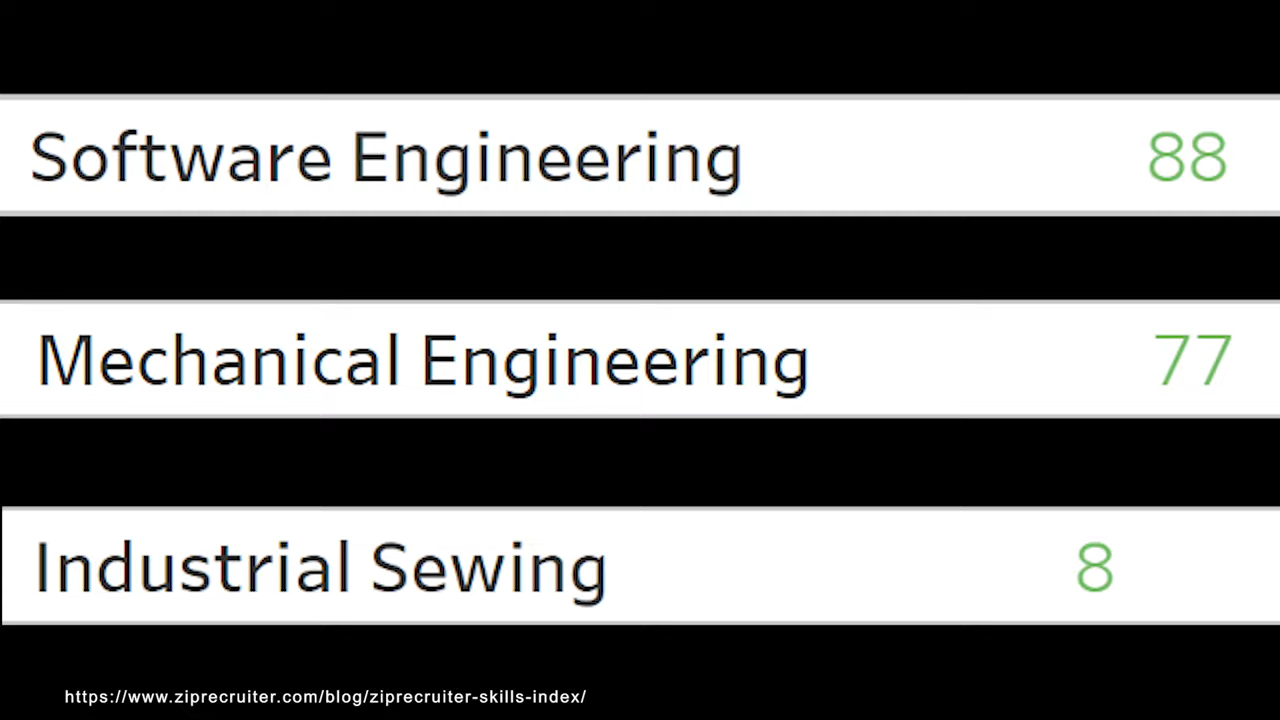 Software Engineering 88
Mechanical Engineering 77
Industrial Sewing 8
https://www.ziprecruiter.com/blog/ziprecruiter-skills-index/